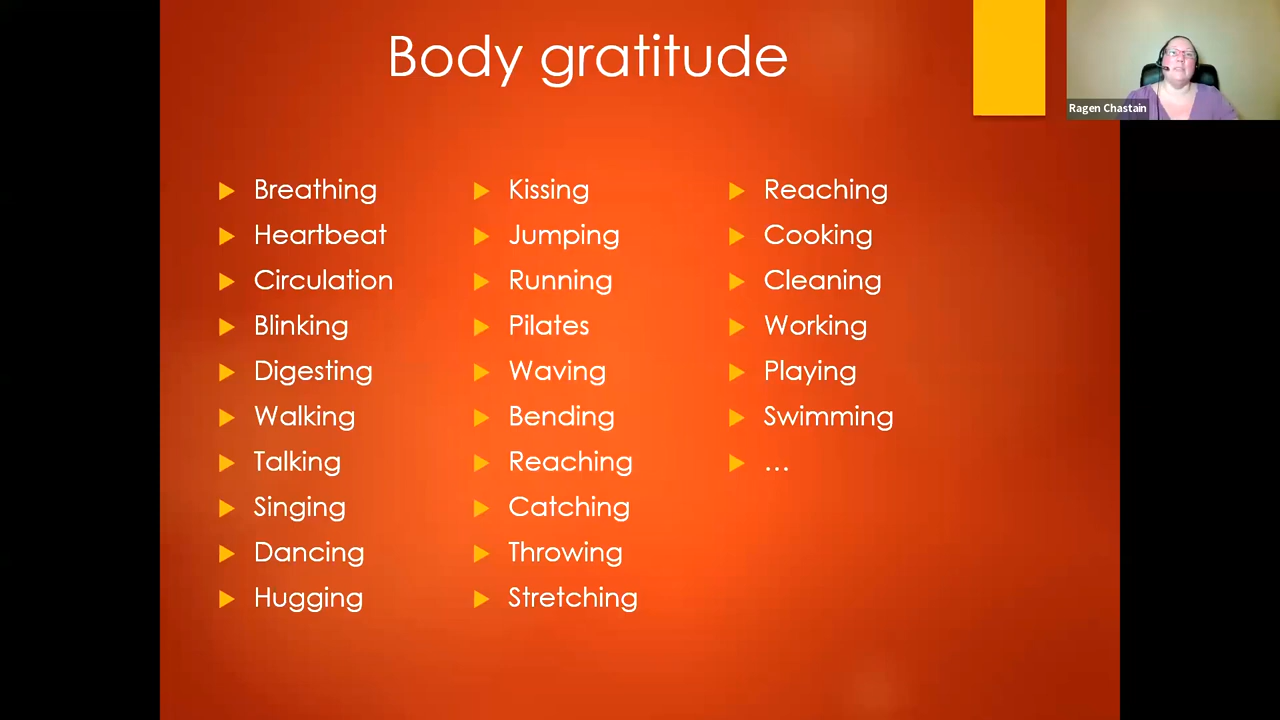 Body gratitude
Ragen Chastain
Breathing
Heartbeat
Circulation
Blinking
Digesting
Walking
Talking
Singing
Dancing
Hugging
Kissing
Jumping
Running
Pilates
Waving
Bending
Reaching
Catching
Throwing
Stretching
Reaching
Cooking
Cleaning
Working
Playing
Swimming
...